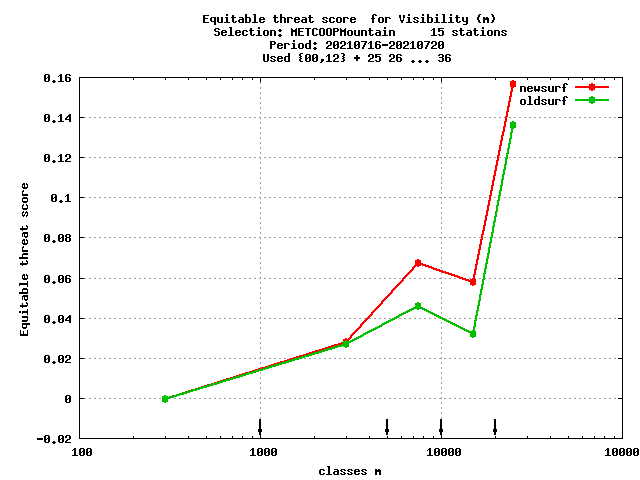 Equitable threat score  for Visibility (m)
Selection: METCOOPMountain     15 stations
Period: 20210716-20210720
Used {00,12} + 25 26 ... 36
0.16
0.14
0.12
0.1
0.08
0.06
0.04
0.02
0
-0.02
Equitable threat score
newsurf
oldsurf
100 1000 10000 10000
classes m